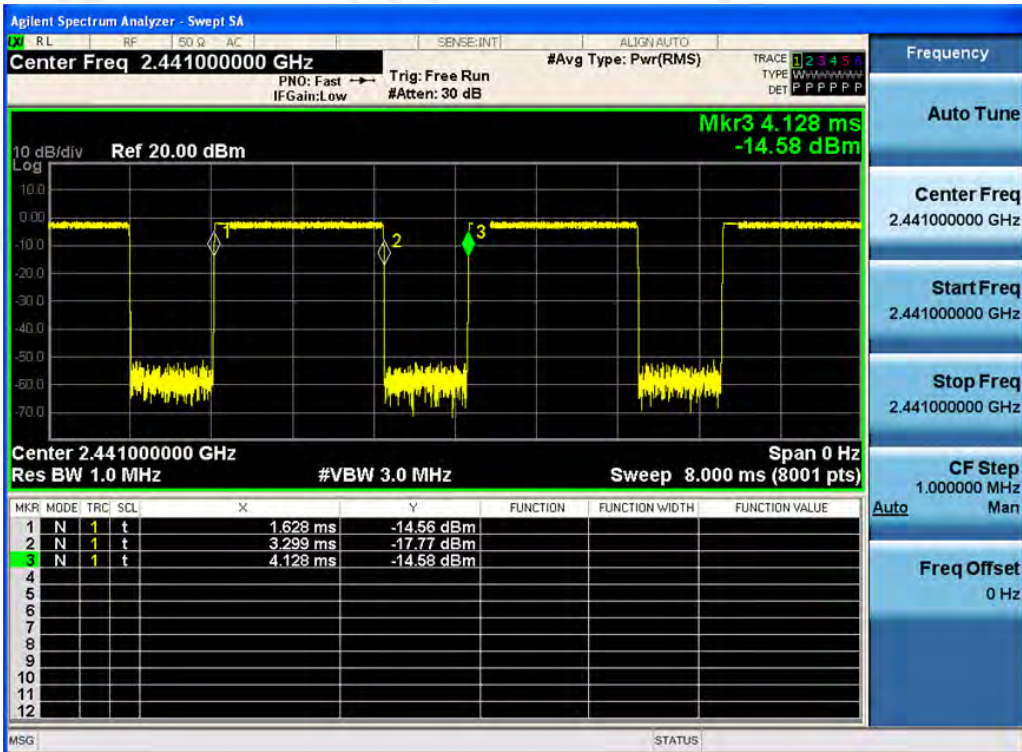 Agilent Spectrum Analyzer - Swept SA
LXI RL RF 50 Ω AC SENSE:INT ALIGN AUTO
Center Freq 2.441000000 GHz #Avg Type: Pwr(RMS) TRACE 1 2 3 4 5 6
PNO: Fast Trig: Free Run TYPE W
IFGain:Low #Atten: 30 dB DET P P P P P P
Mkr3 4.128 ms
10 dB/div Ref 20.00 dBm -14.58 dBm
Log
10.0
0.00
-10.0
-20.0
-30.0
-40.0
-50.0
-60.0
-70.0
1
2
3
Center 2.441000000 GHz Span 0 Hz
Res BW 1.0 MHz #VBW 3.0 MHz Sweep 8.000 ms (8001 pts)
MKR MODE TRC SCL X Y FUNCTION FUNCTION WIDTH FUNCTION VALUE
1 N 1 t 1.628 ms -14.56 dBm
2 N 1 t 3.299 ms -17.77 dBm
3 N 1 t 4.128 ms -14.58 dBm
4
5
6
7
8
9
10
11
12
MSG STATUS
Frequency
Auto Tune
Center Freq
2.441000000 GHz
Start Freq
2.441000000 GHz
Stop Freq
2.441000000 GHz
CF Step
1.000000 MHz
Auto Man
Freq Offset
0 Hz